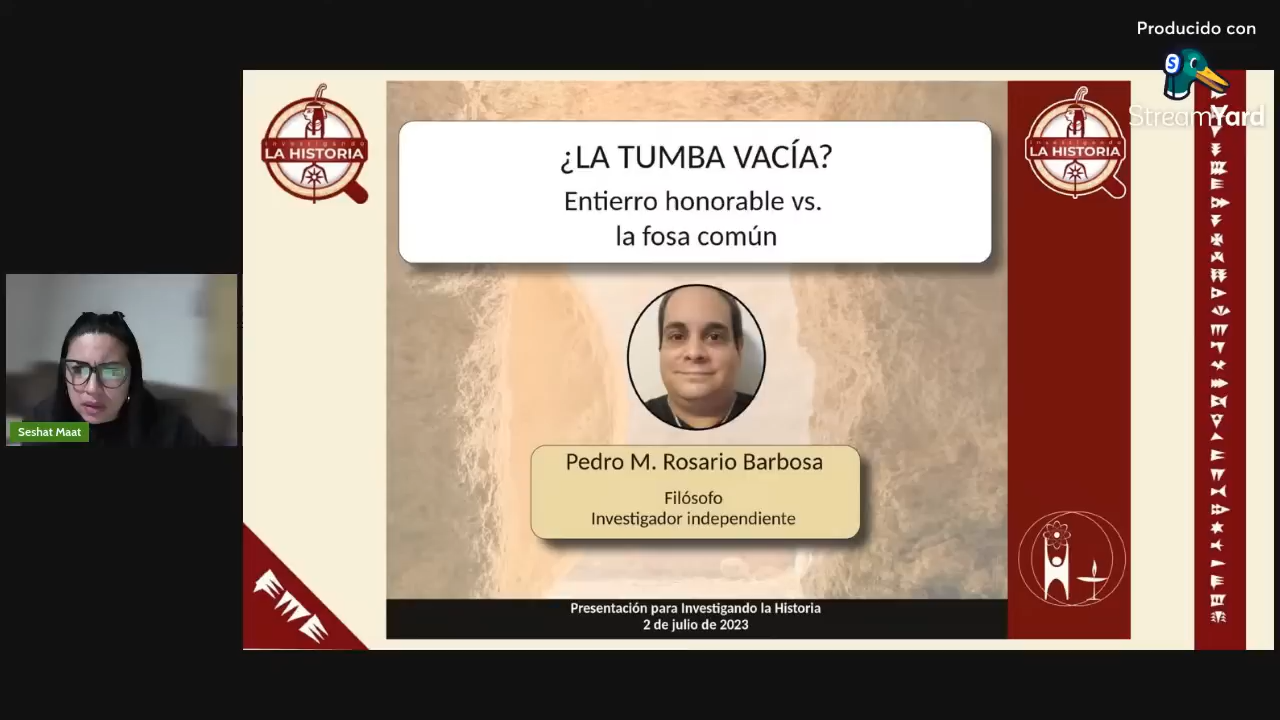 Producido con
StreamYard
Investigando
LA HISTORIA
Investigando
LA HISTORIA
¿LA TUMBA VACÍA?
Entierro honorable vs.
la fosa común
Seshat Maat
Pedro M. Rosario Barbosa
Filósofo
Investigador independiente
Presentación para Investigando la Historia
2 de julio de 2023